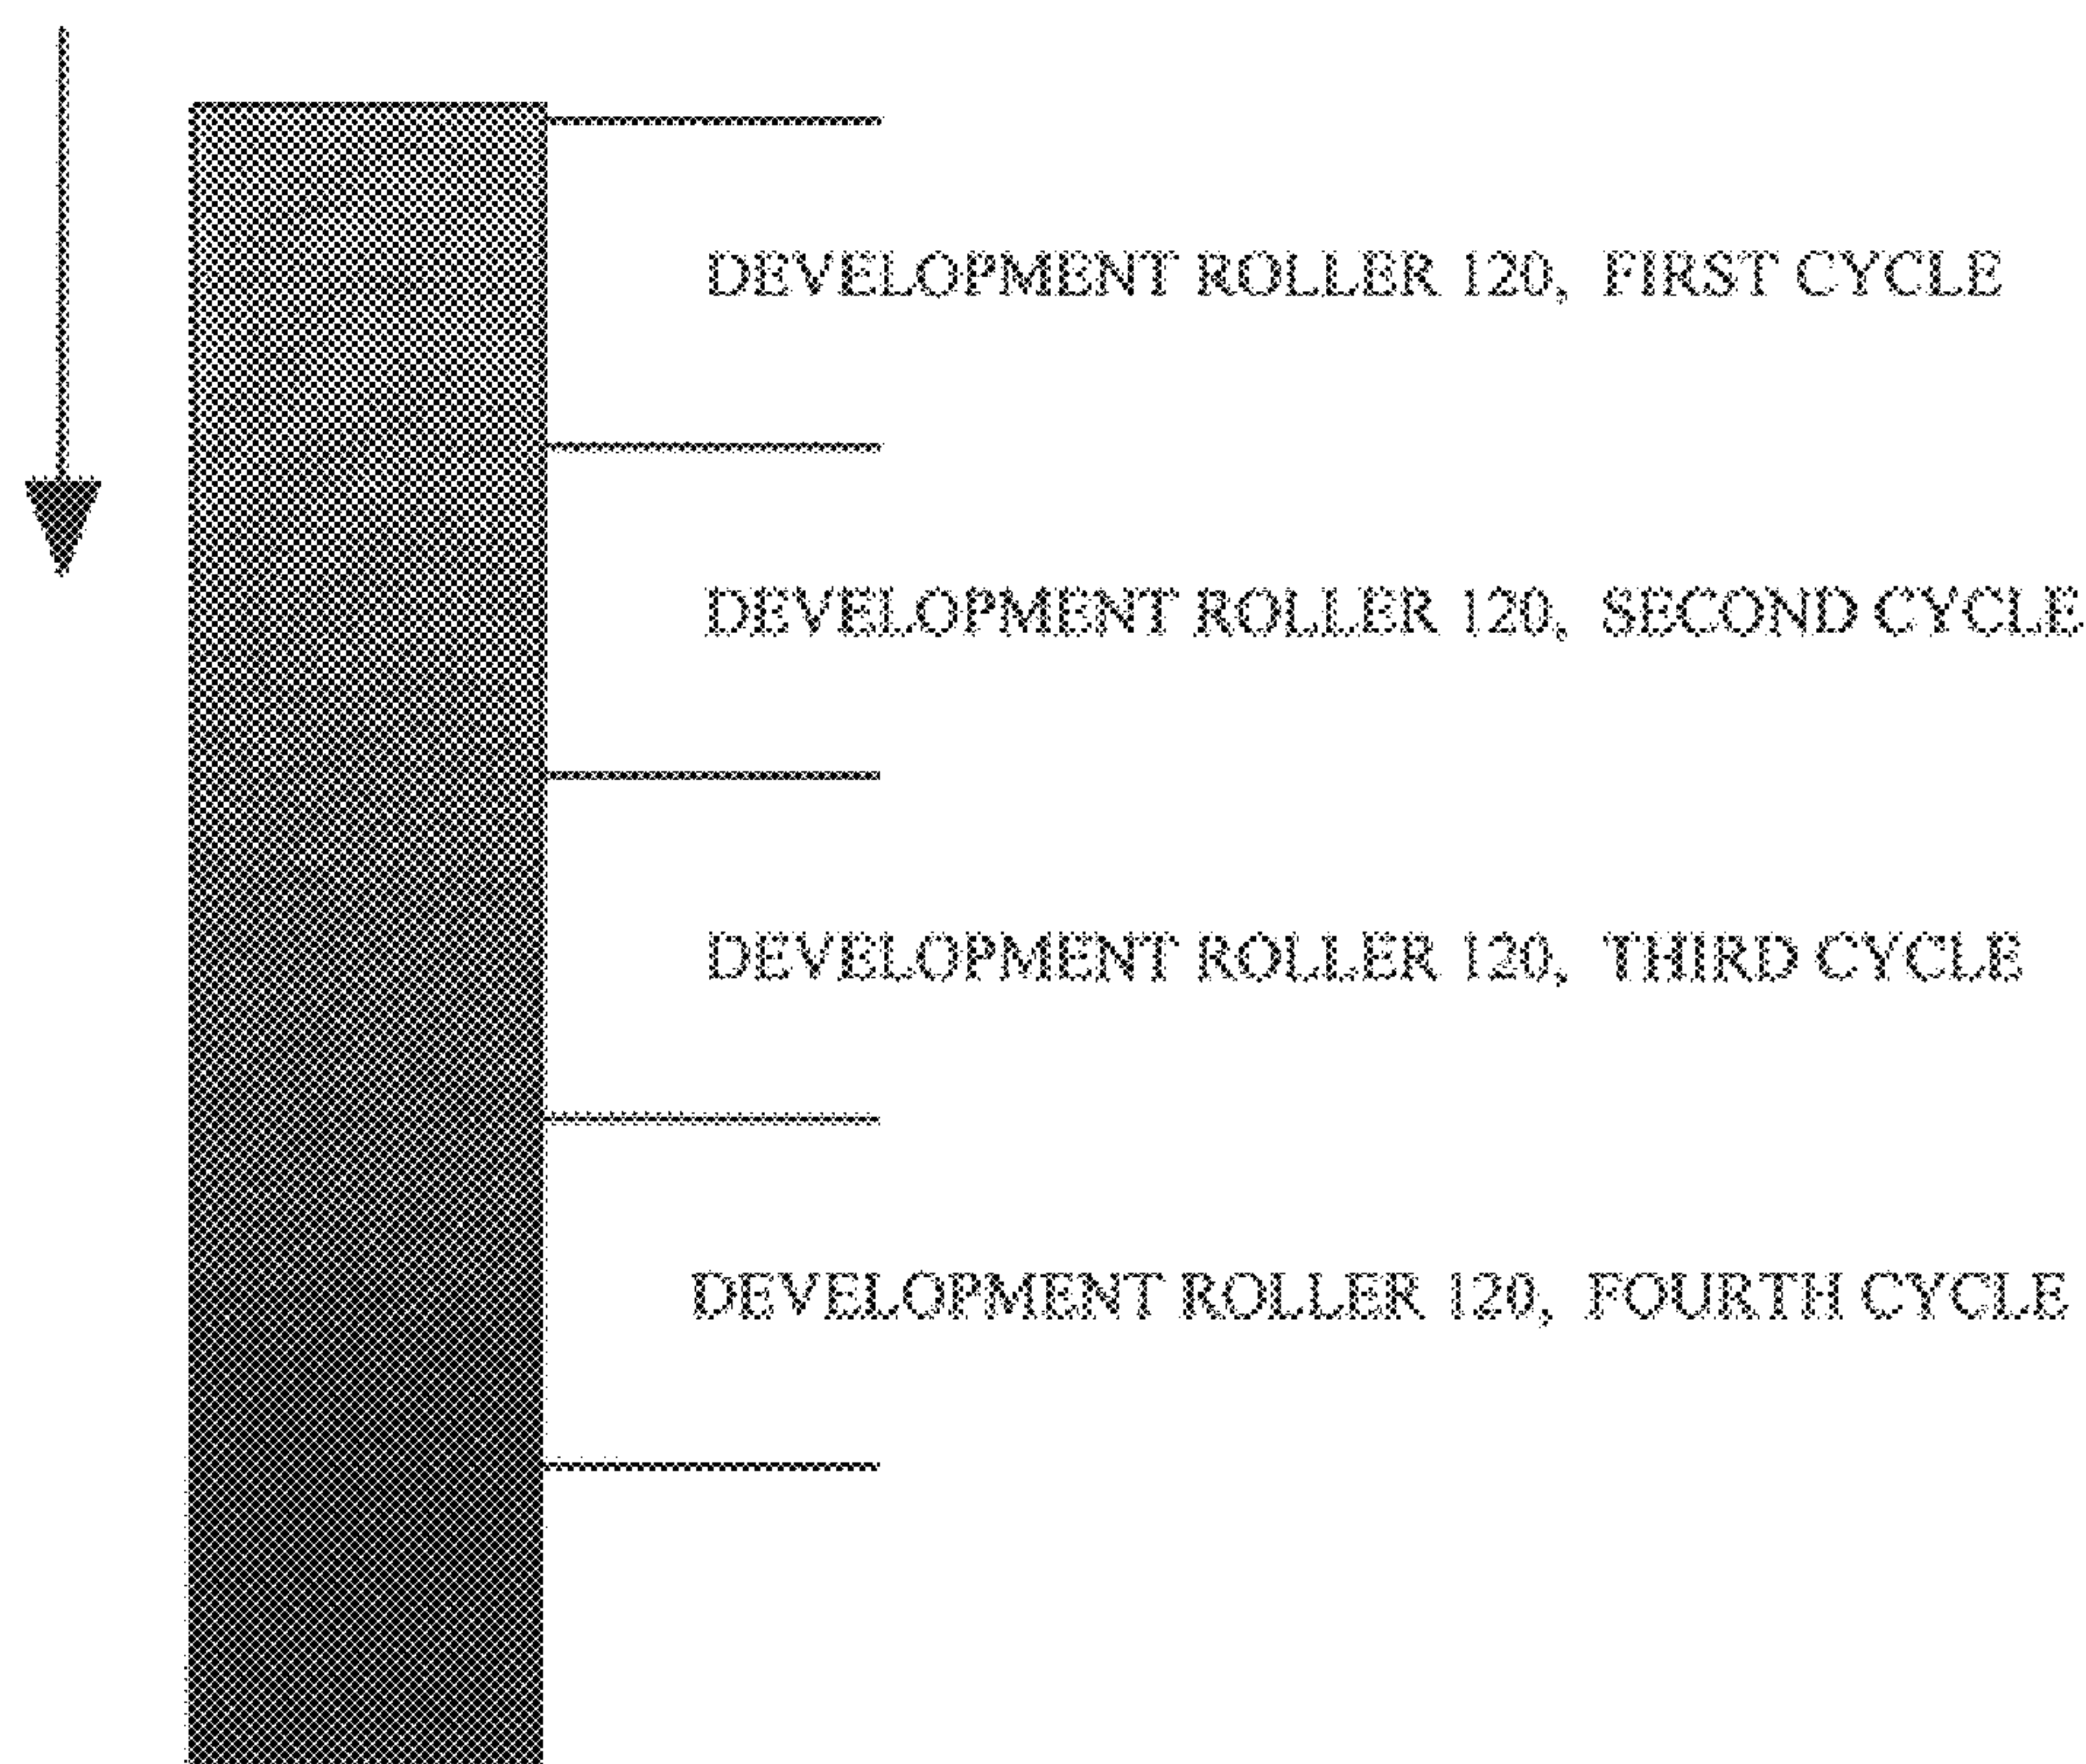 DEVELOPMENT ROLLER 120, FIRST CYCLE
DEVELOPMENT ROLLER 120, SECOND CYCLE
DEVELOPMENT ROLLER 120, THIRD CYCLE
DEVELOPMENT ROLLER 120, FOURTH CYCLE